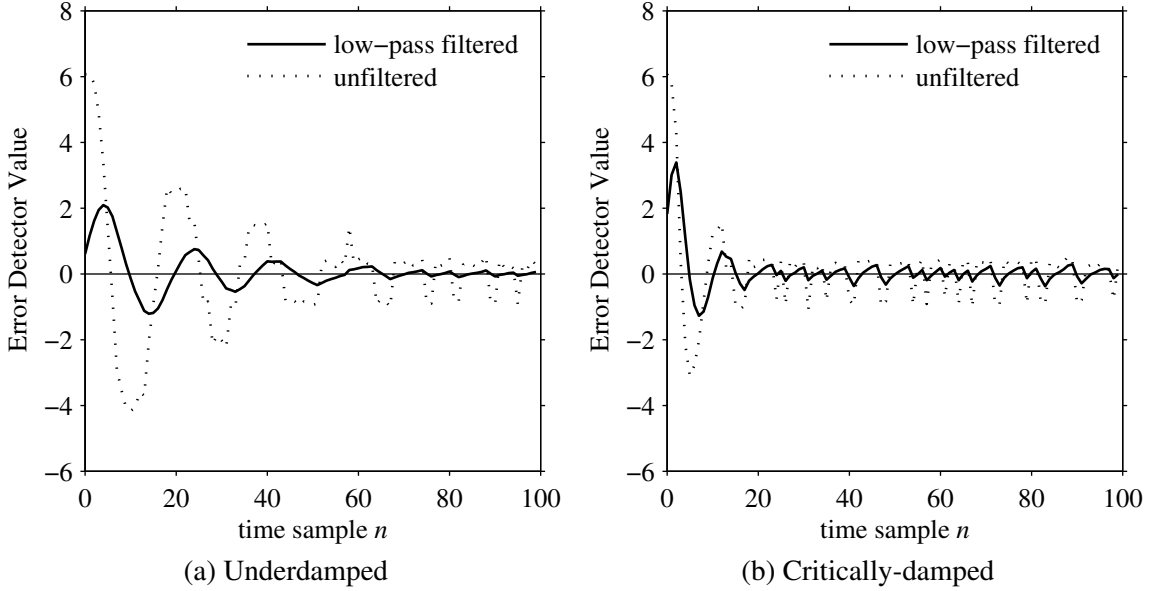 8
6
4
2
0
−2
−4
−6
0 20 40 60 80 100
Error Detector Value
time sample n
low−pass filtered
unfiltered
(a) Underdamped
8
6
4
2
0
−2
−4
−6
0 20 40 60 80 100
Error Detector Value
time sample n
low−pass filtered
unfiltered
(b) Critically-damped